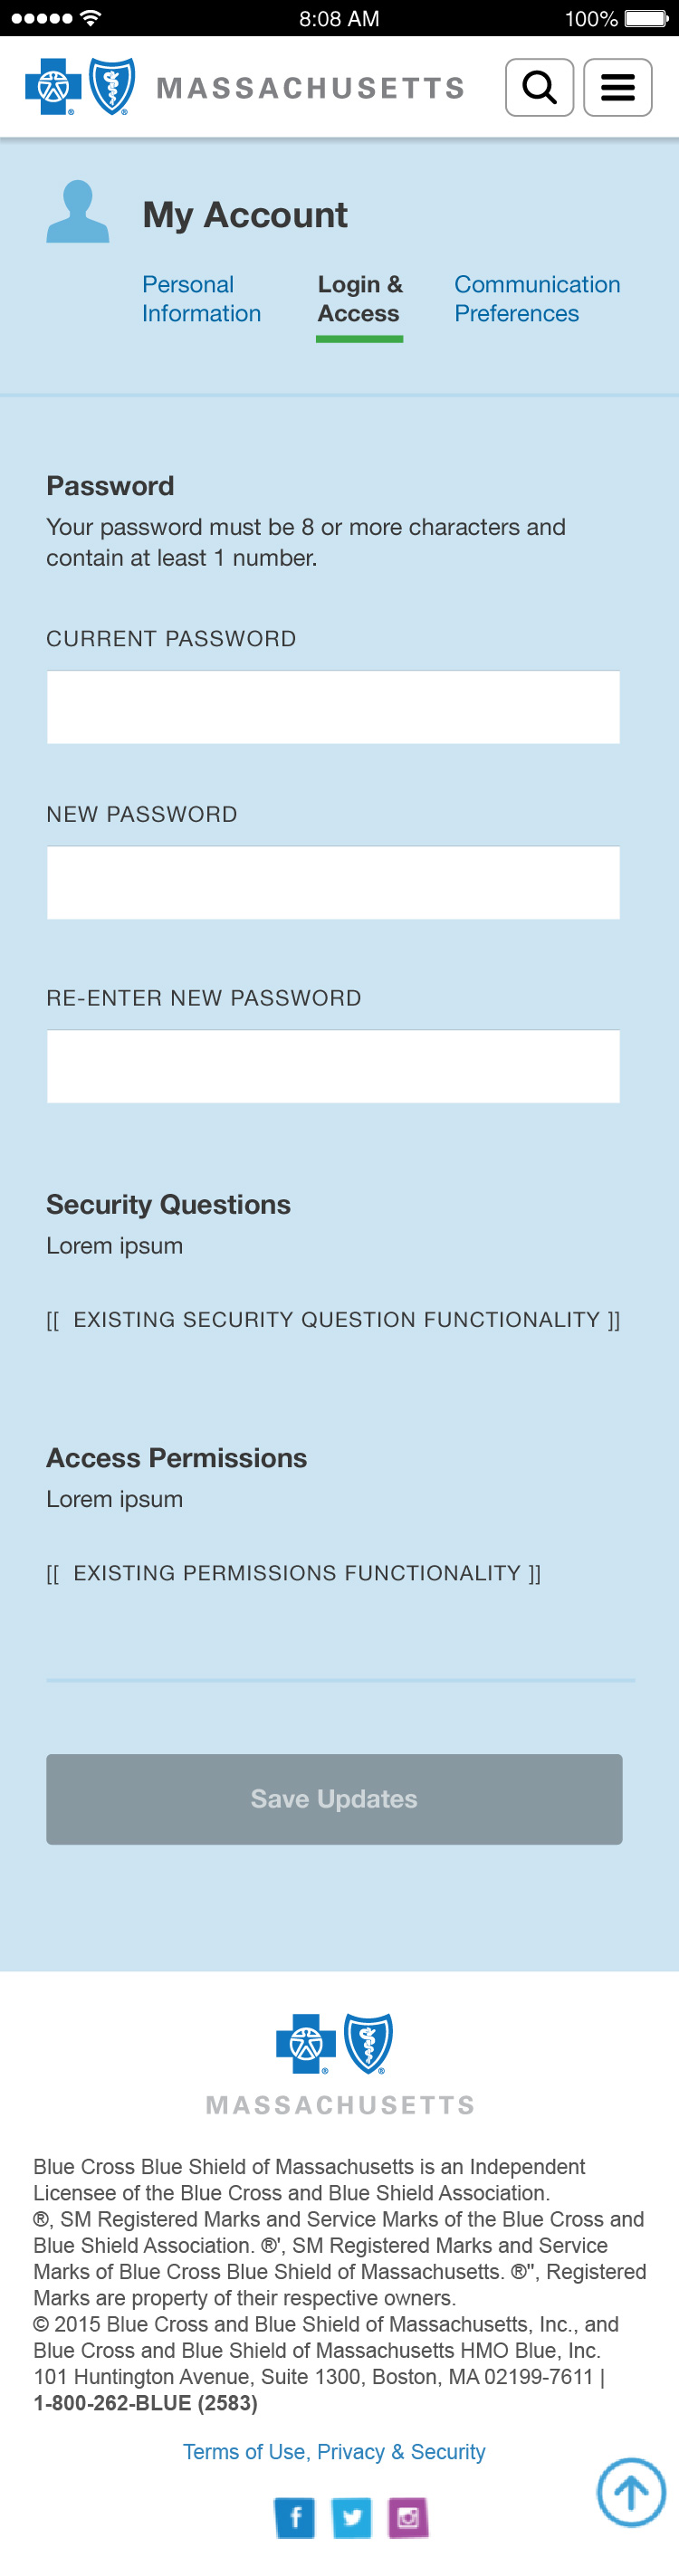 8:08 AM 100%
® ® MASSACHUSETTS
My Account
Personal Information
Login & Access
Communication Preferences
Password
Your password must be 8 or more characters and
contain at least 1 number.
CURRENT PASSWORD
NEW PASSWORD
RE-ENTER NEW PASSWORD
Security Questions
Lorem ipsum
[[ EXISTING SECURITY QUESTION FUNCTIONALITY ]]
Access Permissions
Lorem ipsum
[[ EXISTING PERMISSIONS FUNCTIONALITY ]]
Save Updates
® ®
MASSACHUSETTS
Blue Cross Blue Shield of Massachusetts is an Independent
Licensee of the Blue Cross and Blue Shield Association.
®, SM Registered Marks and Service Marks of the Blue Cross and
Blue Shield Association. ®', SM Registered Marks and Service
Marks of Blue Cross Blue Shield of Massachusetts. ®", Registered
Marks are property of their respective owners.
© 2015 Blue Cross and Blue Shield of Massachusetts, Inc., and
Blue Cross and Blue Shield of Massachusetts HMO Blue, Inc.
101 Huntington Avenue, Suite 1300, Boston, MA 02199-7611 |
1-800-262-BLUE (2583)
Terms of Use, Privacy & Security
f